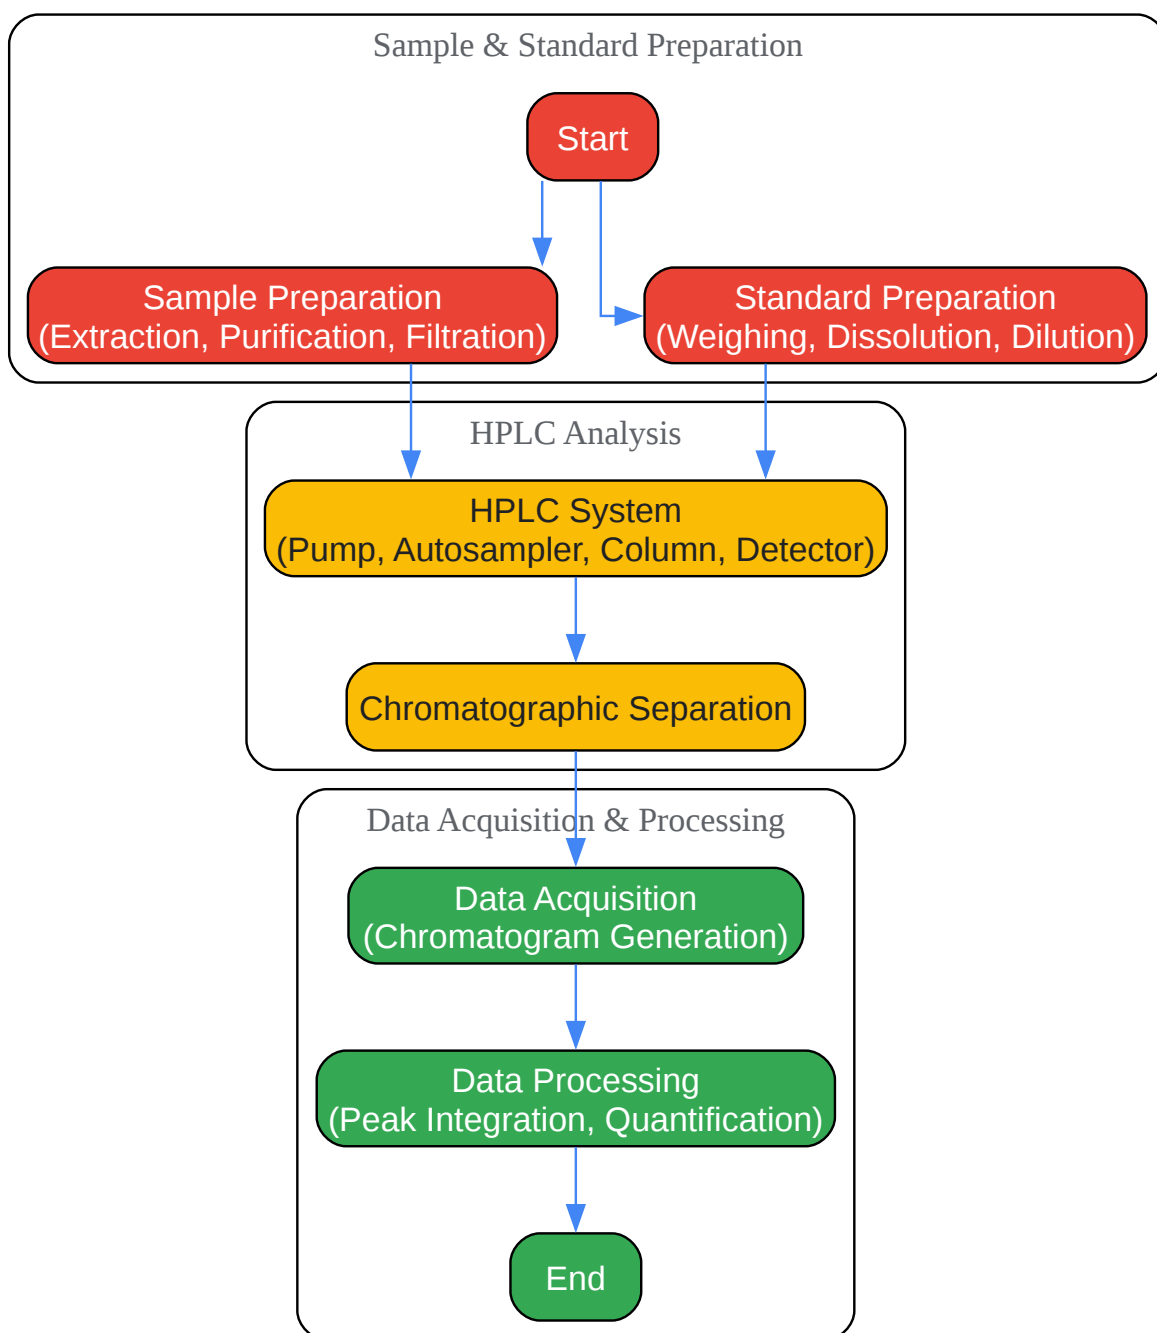 Sample & Standard Preparation
Start
Sample Preparation
(Extraction, Purification, Filtration)
Standard Preparation
(Weighing, Dissolution, Dilution)
HPLC Analysis
HPLC System
(Pump, Autosampler, Column, Detector)
Chromatographic Separation
Data Acquisition & Processing
Data Acquisition
(Chromatogram Generation)
Data Processing
(Peak Integration, Quantification)
End